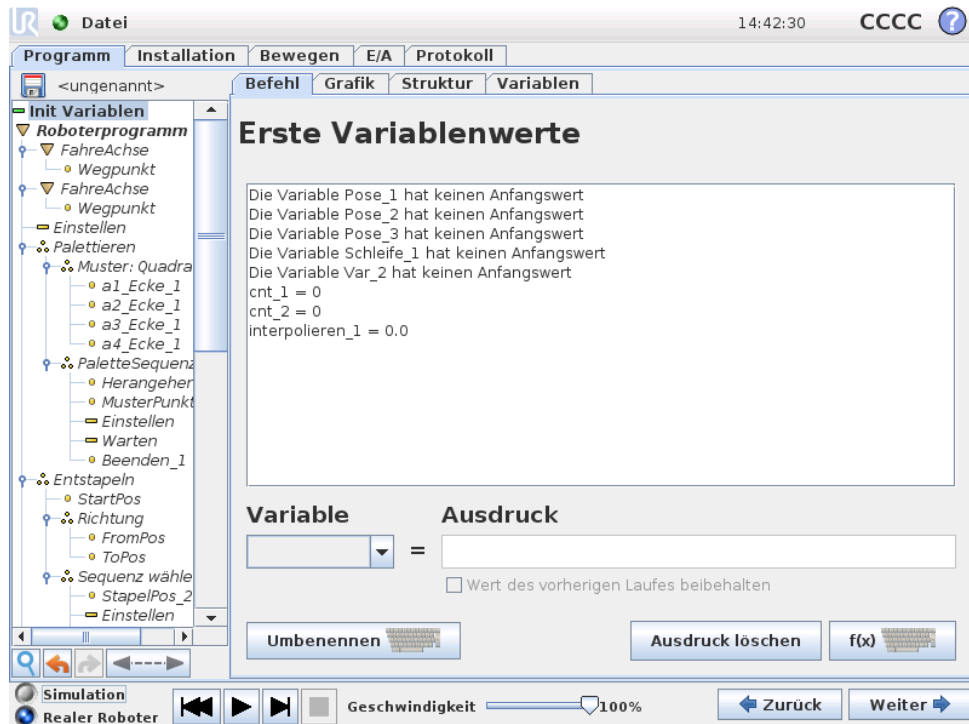 UR Datei 14:42:30 CCCC ?
Programm Installation Bewegen E/A Protokoll
<ungenannt>
Befehl Grafik Struktur Variablen
Init Variablen
Roboterprogramm
FahreAchse
Wegpunkt
FahreAchse
Wegpunkt
Einstellen
Palettieren
Muster: Quadra
a1_Ecke_1
a2_Ecke_1
a3_Ecke_1
a4_Ecke_1
PaletteSequenz
Herangehen
MusterPunkt
Einstellen
Warten
Beenden_1
Entstapeln
StartPos
Richtung
FromPos
ToPos
Sequenz wähle
StapelPos_2
Einstellen
Erste Variablenwerte
Die Variable Pose_1 hat keinen Anfangswert
Die Variable Pose_2 hat keinen Anfangswert
Die Variable Pose_3 hat keinen Anfangswert
Die Variable Schleife_1 hat keinen Anfangswert
Die Variable Var_2 hat keinen Anfangswert
cnt_1 = 0
cnt_2 = 0
interpolieren_1 = 0.0
Variable Ausdruck
=
Wert des vorherigen Laufes beibehalten
Umbenennen Ausdruck löschen f(x)
Simulation
Realer Roboter
Geschwindigkeit 100%
Zurück Weiter